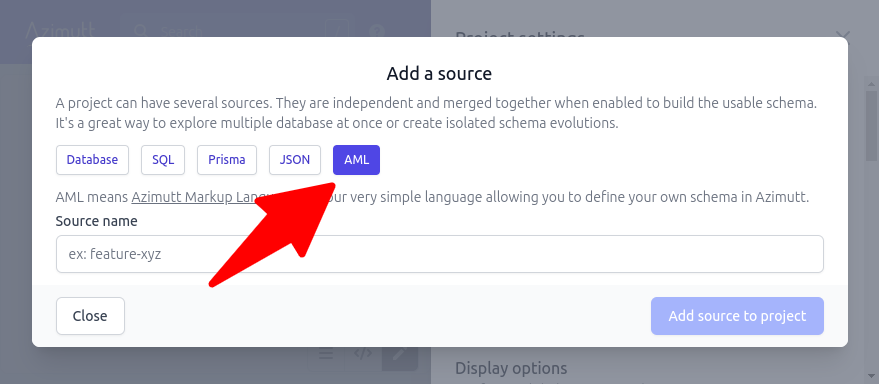 Azimutt
Search
Project settings
Add a source
A project can have several sources. They are independent and merged together when enabled to build the usable schema.
It's a great way to explore multiple database at once or create isolated schema evolutions.
Database
SQL
Prisma
JSON
AML
AML means Azimutt Markup Lang our very simple language allowing you to define your own schema in Azimutt.
Source name
ex: feature-xyz
Close
Add source to project
Display options